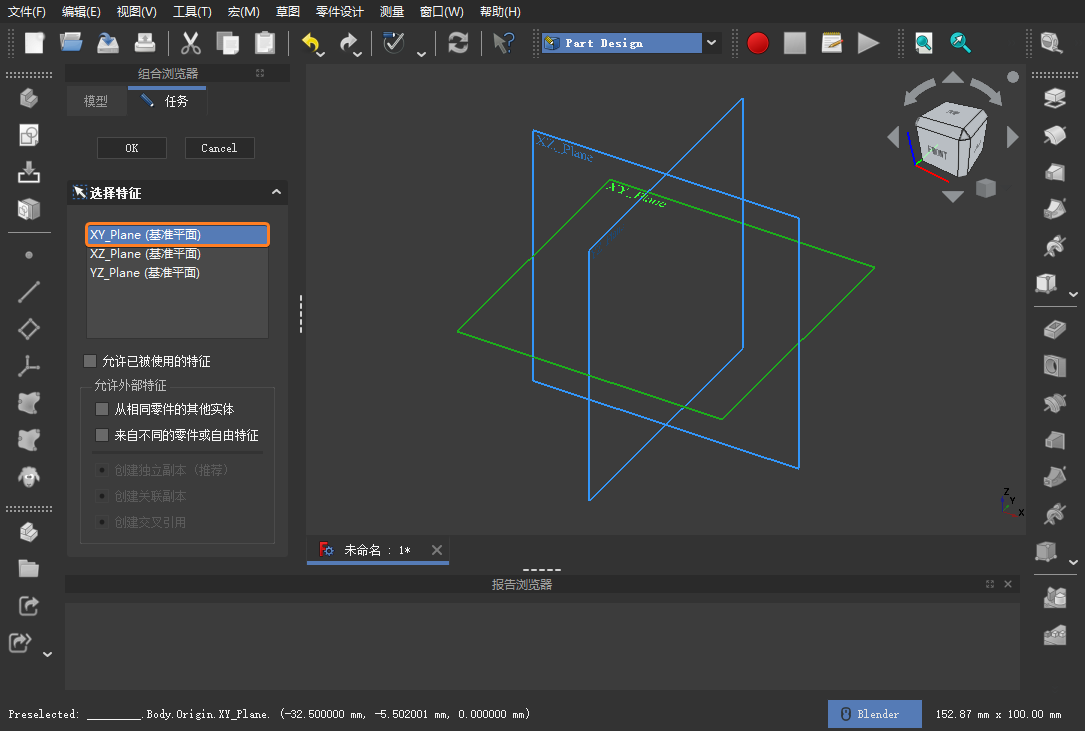 文件(F) 编辑(E) 视图(V) 工具(T) 宏(M) 草图 零件设计 测量 窗口(W) 帮助(H)
Part Design
组合浏览器
模型 任务
OK Cancel
选择特征
XY_Plane (基准平面)
XZ_Plane (基准平面)
YZ_Plane (基准平面)
允许已被使用的特征
允许外部特征
从相同零件的其他实体
来自不同的零件或自由特征
创建独立副本（推荐）
创建关联副本
创建交叉引用
XZ_Plane
XY_Plane
FRONT
Z
Y
X
未命名 : 1*
报告浏览器
Preselected: _________.Body.Origin.XY_Plane. (-32.500000 mm, -5.502001 mm, 0.000000 mm)
Blender
152.87 mm x 100.00 mm